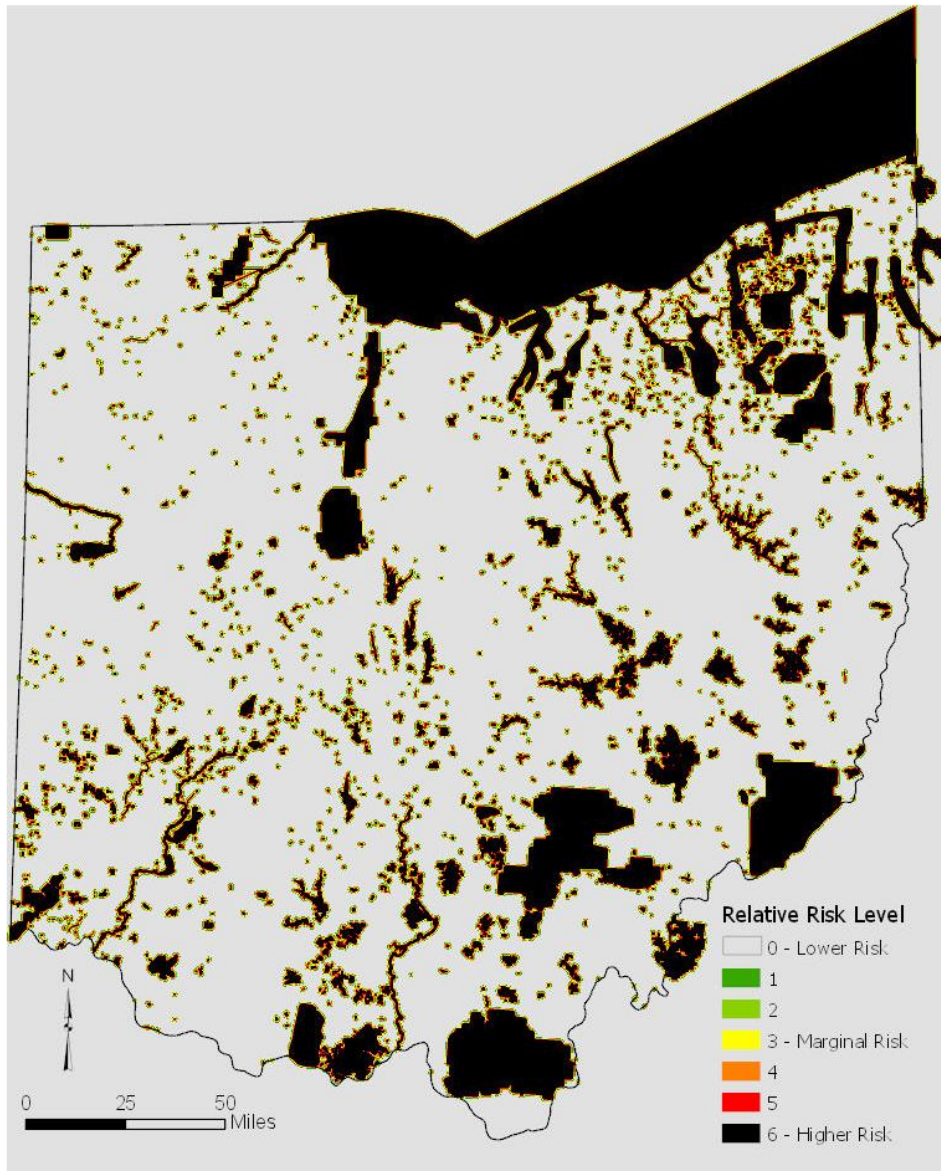 Relative Risk Level
0 - Lower Risk
1
2
3 - Marginal Risk
4
5
6 - Higher Risk
N
0 25 50
Miles